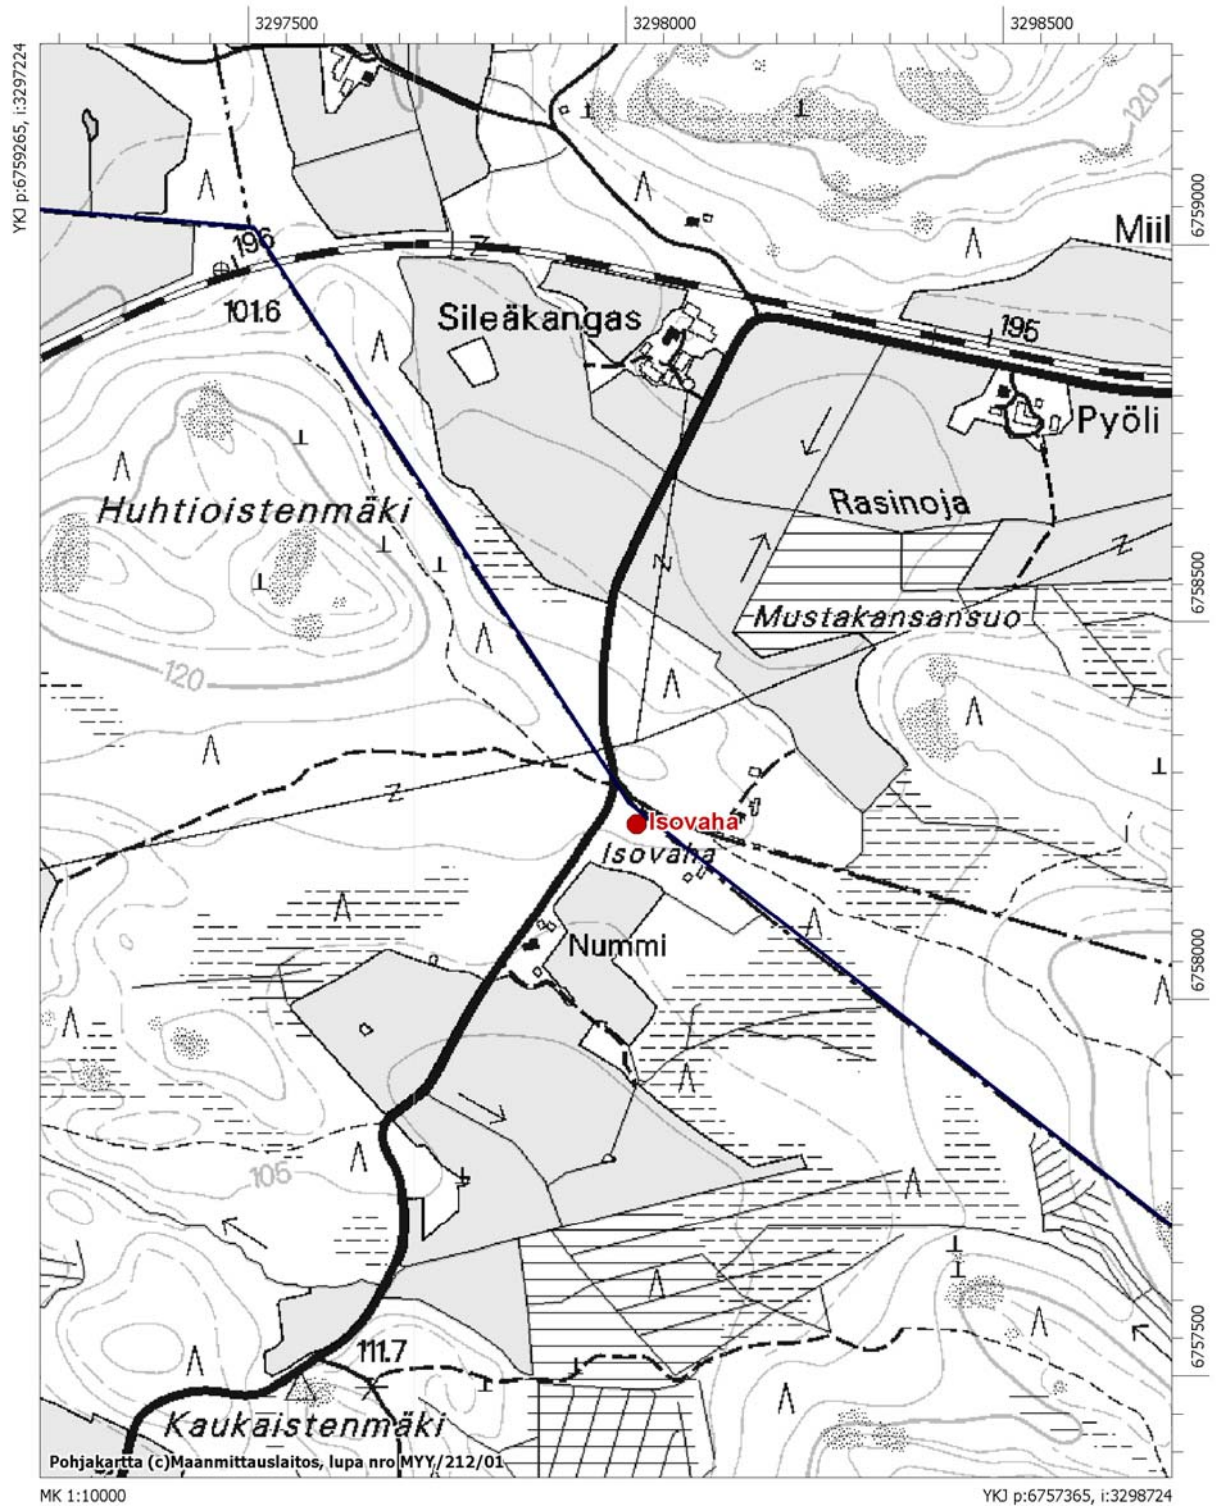 3297500
3298000
3298500
YKJ p:6759265, i:3297224
120
6759000
Miil
196
101.6
Sileäkangas
195
Pyöli
Huhtioistenmäki
Rasinoja
6758500
Mustakansansuo
120
Isovaha
Isovaha
Nummi
6758000
105
6757500
111.7
Kaukaistenmäki
Pohjakartta (c)Maanmittauslaitos, lupa nro MYY/212/01
MK 1:10000
YKJ p:6757365, i:3298724